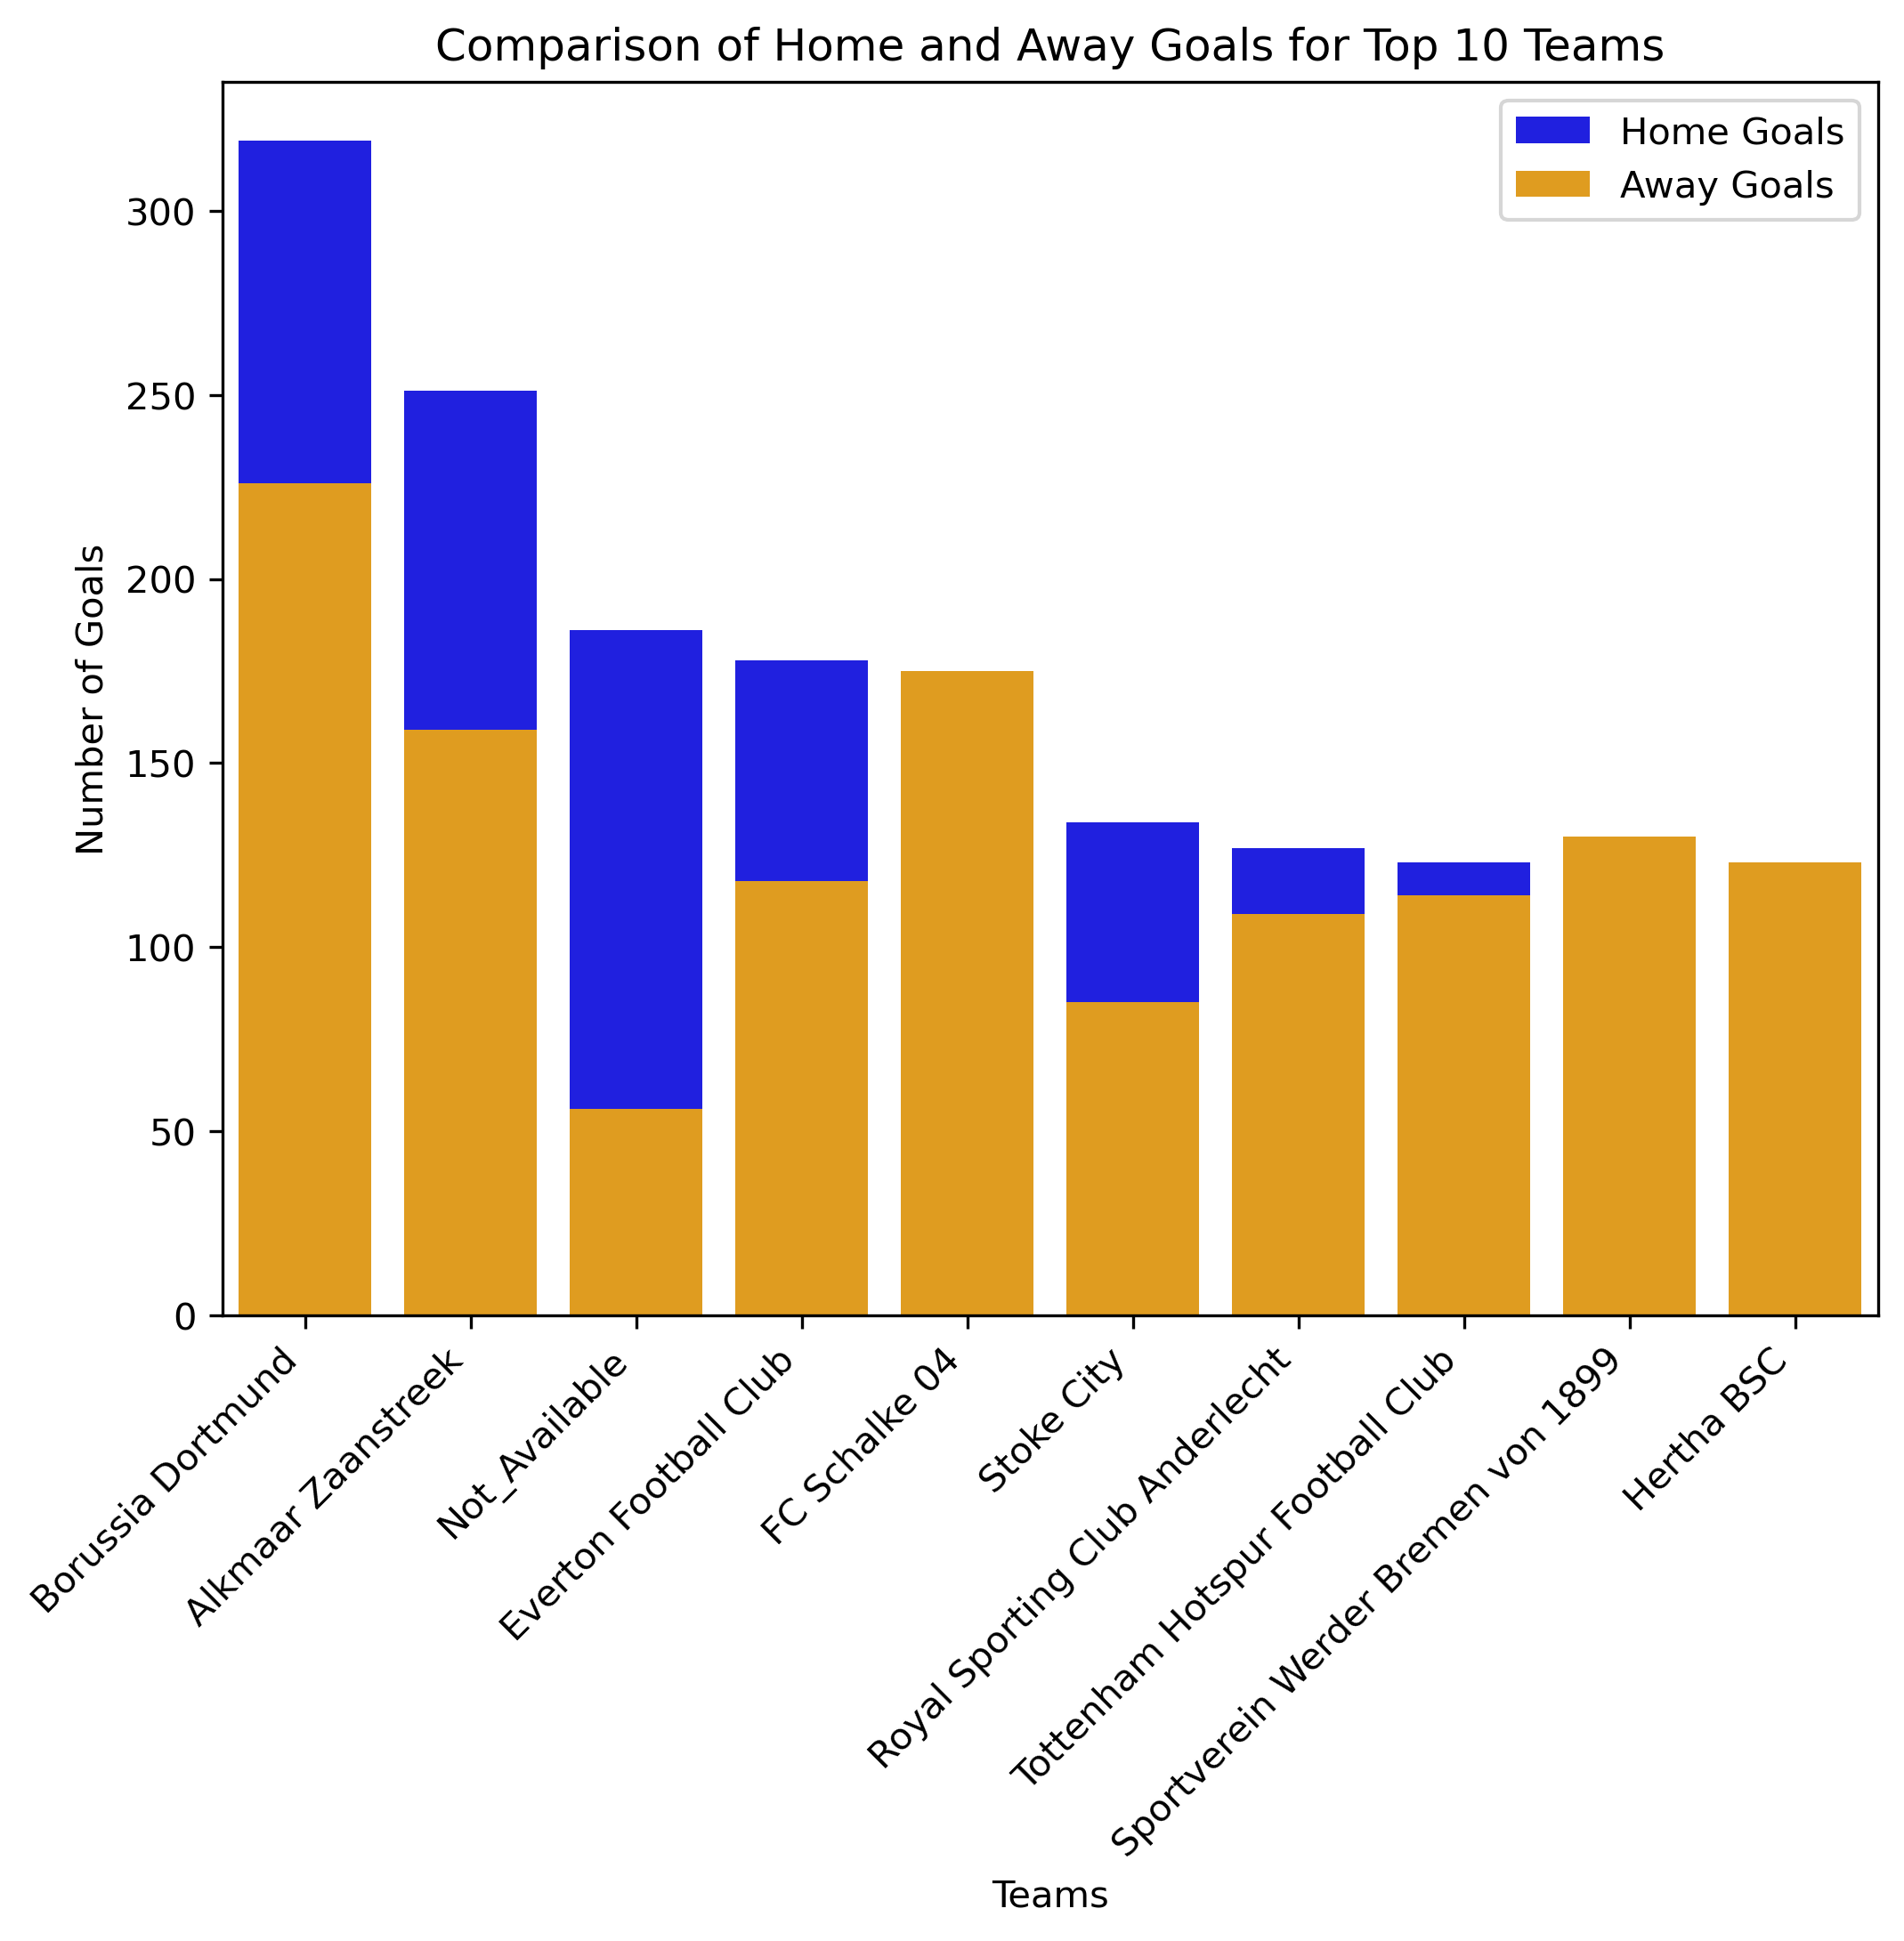 Comparison of Home and Away Goals for Top 10 Teams
Home Goals
Away Goals
Number of Goals
300
250
200
150
100
50
0
Borussia Dortmund
Alkmaar Zaanstreek
Not_Available
Everton Football Club
FC Schalke 04
Stoke City
Royal Sporting Club Anderlecht
Tottenham Hotspur Football Club
Sportverein Werder Bremen von 1899
Hertha BSC
Teams